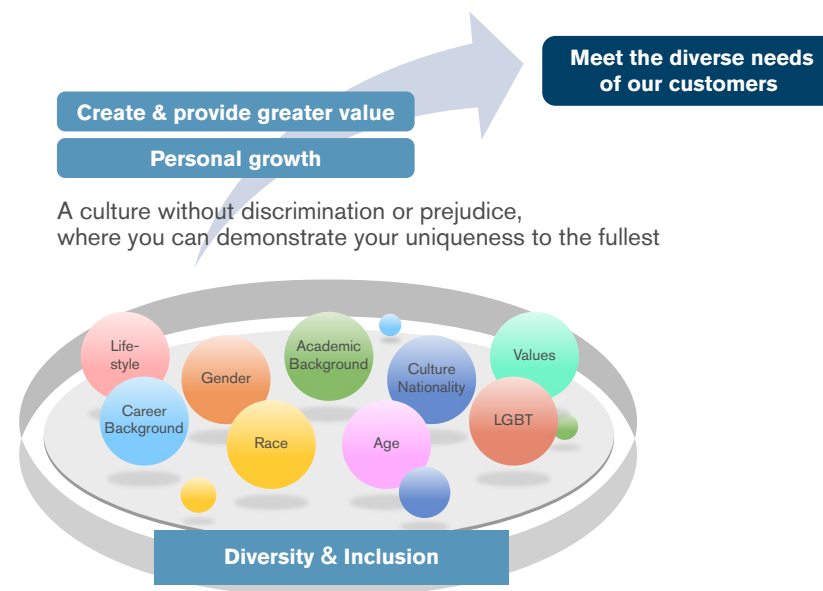 Meet the diverse needs
of our customers
Create & provide greater value
Personal growth
A culture without discrimination or prejudice,
where you can demonstrate your uniqueness to the fullest
Life-
style
Gender
Academic
Background
Culture
Nationality
Values
Career
Background
Race
Age
LGBT
Diversity & Inclusion